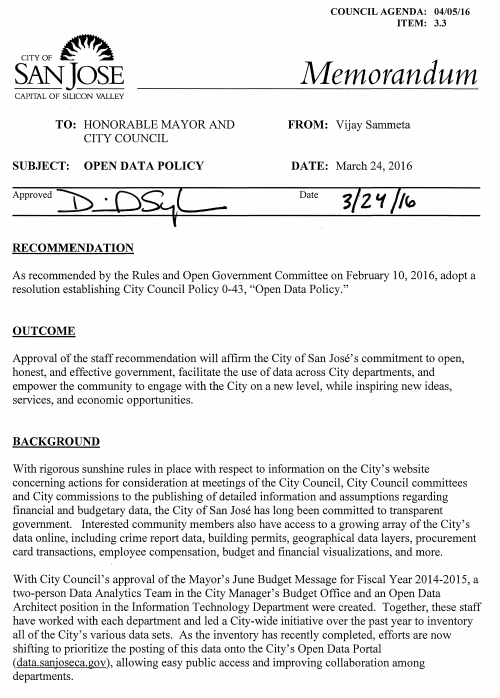 COUNCIL AGENDA: 04/05/16
ITEM: 3.3
CITY OF
SAN JOSE
CAPITAL OF SILICON VALLEY
Memorandum
TO: HONORABLE MAYOR AND CITY COUNCIL
FROM: Vijay Sammeta
SUBJECT: OPEN DATA POLICY
DATE: March 24, 2016
Approved
Date 3/24/16
RECOMMENDATION
As recommended by the Rules and Open Government Committee on February 10, 2016, adopt a
resolution establishing City Council Policy 0-43, “Open Data Policy.”
OUTCOME
Approval of the staff recommendation will affirm the City of San José’s commitment to open,
honest, and effective government, facilitate the use of data across City departments, and
empower the community to engage with the City on a new level, while inspiring new ideas,
services, and economic opportunities.
BACKGROUND
With rigorous sunshine rules in place with respect to information on the City’s website
concerning actions for consideration at meetings of the City Council, City Council committees
and City commissions to the publishing of detailed information and assumptions regarding
financial and budgetary data, the City of San José has long been committed to transparent
government. Interested community members also have access to a growing array of the City’s
data online, including crime report data, building permits, geographical data layers, procurement
card transactions, employee compensation, budget and financial visualizations, and more.
With City Council’s approval of the Mayor’s June Budget Message for Fiscal Year 2014-2015, a
two-person Data Analytics Team in the City Manager’s Budget Office and an Open Data
Architect position in the Information Technology Department were created. Together, these staff
have worked with each department and led a City-wide initiative over the past year to inventory
all of the City’s various data sets. As the inventory has recently completed, efforts are now
shifting to prioritize the posting of this data onto the City’s Open Data Portal
(data.sanjoseca.gov), allowing easy public access and improving collaboration among
departments.